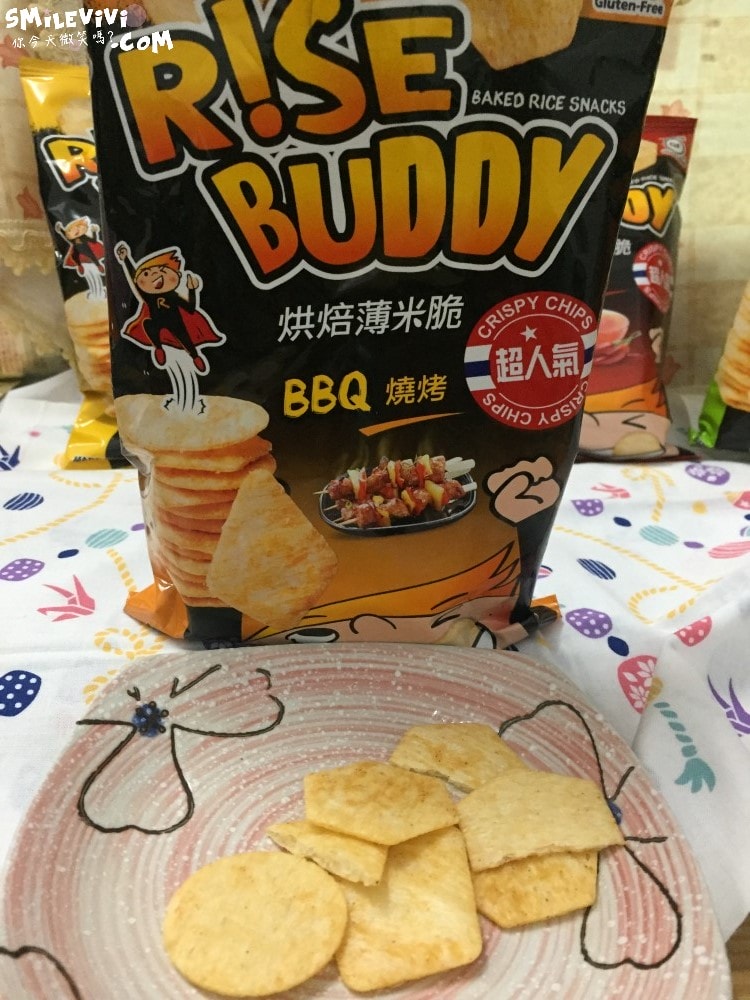 SMILEVIVI
你今天微笑嗎?.COM
Gluten-Free
R!SE
BUDDY
BAKED RICE SNACKS
烘焙薄米脆
BBQ 燒烤
CRISPY CHIPS
超人氣
CRISPY CHIPS
R